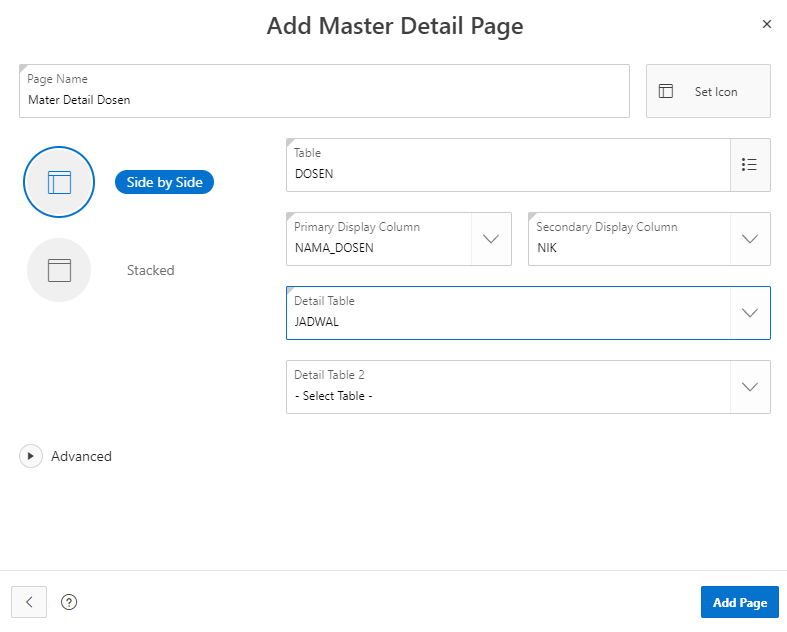 Add Master Detail Page
Page Name
Mater Detail Dosen
Set Icon
Side by Side
Stacked
Table
DOSEN
Primary Display Column
NAMA_DOSEN
Secondary Display Column
NIK
Detail Table
JADWAL
Detail Table 2
- Select Table -
Advanced
Add Page